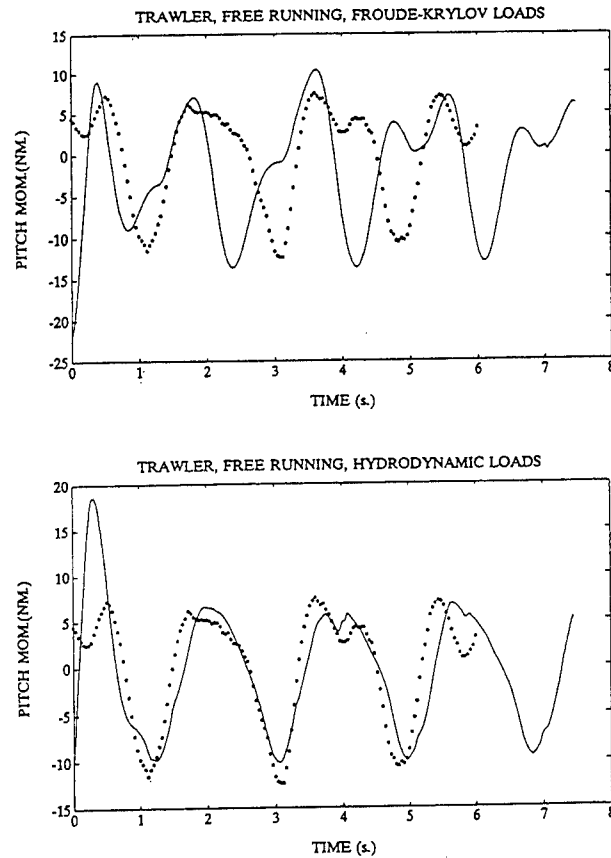 TRAWLER, FREE RUNNING, FROUDE-KRYLOV LOADS
15
10
5
0
-5
-10
-15
-20
-25
PITCH MOM.(NM.)
0 1 2 3 4 5 6 7 8
TIME (s.)
TRAWLER, FREE RUNNING, HYDRODYNAMIC LOADS
20
15
10
5
0
-5
-10
-15
PITCH MOM.(NM.)
0 1 2 3 4 5 6 7 8
TIME (s.)